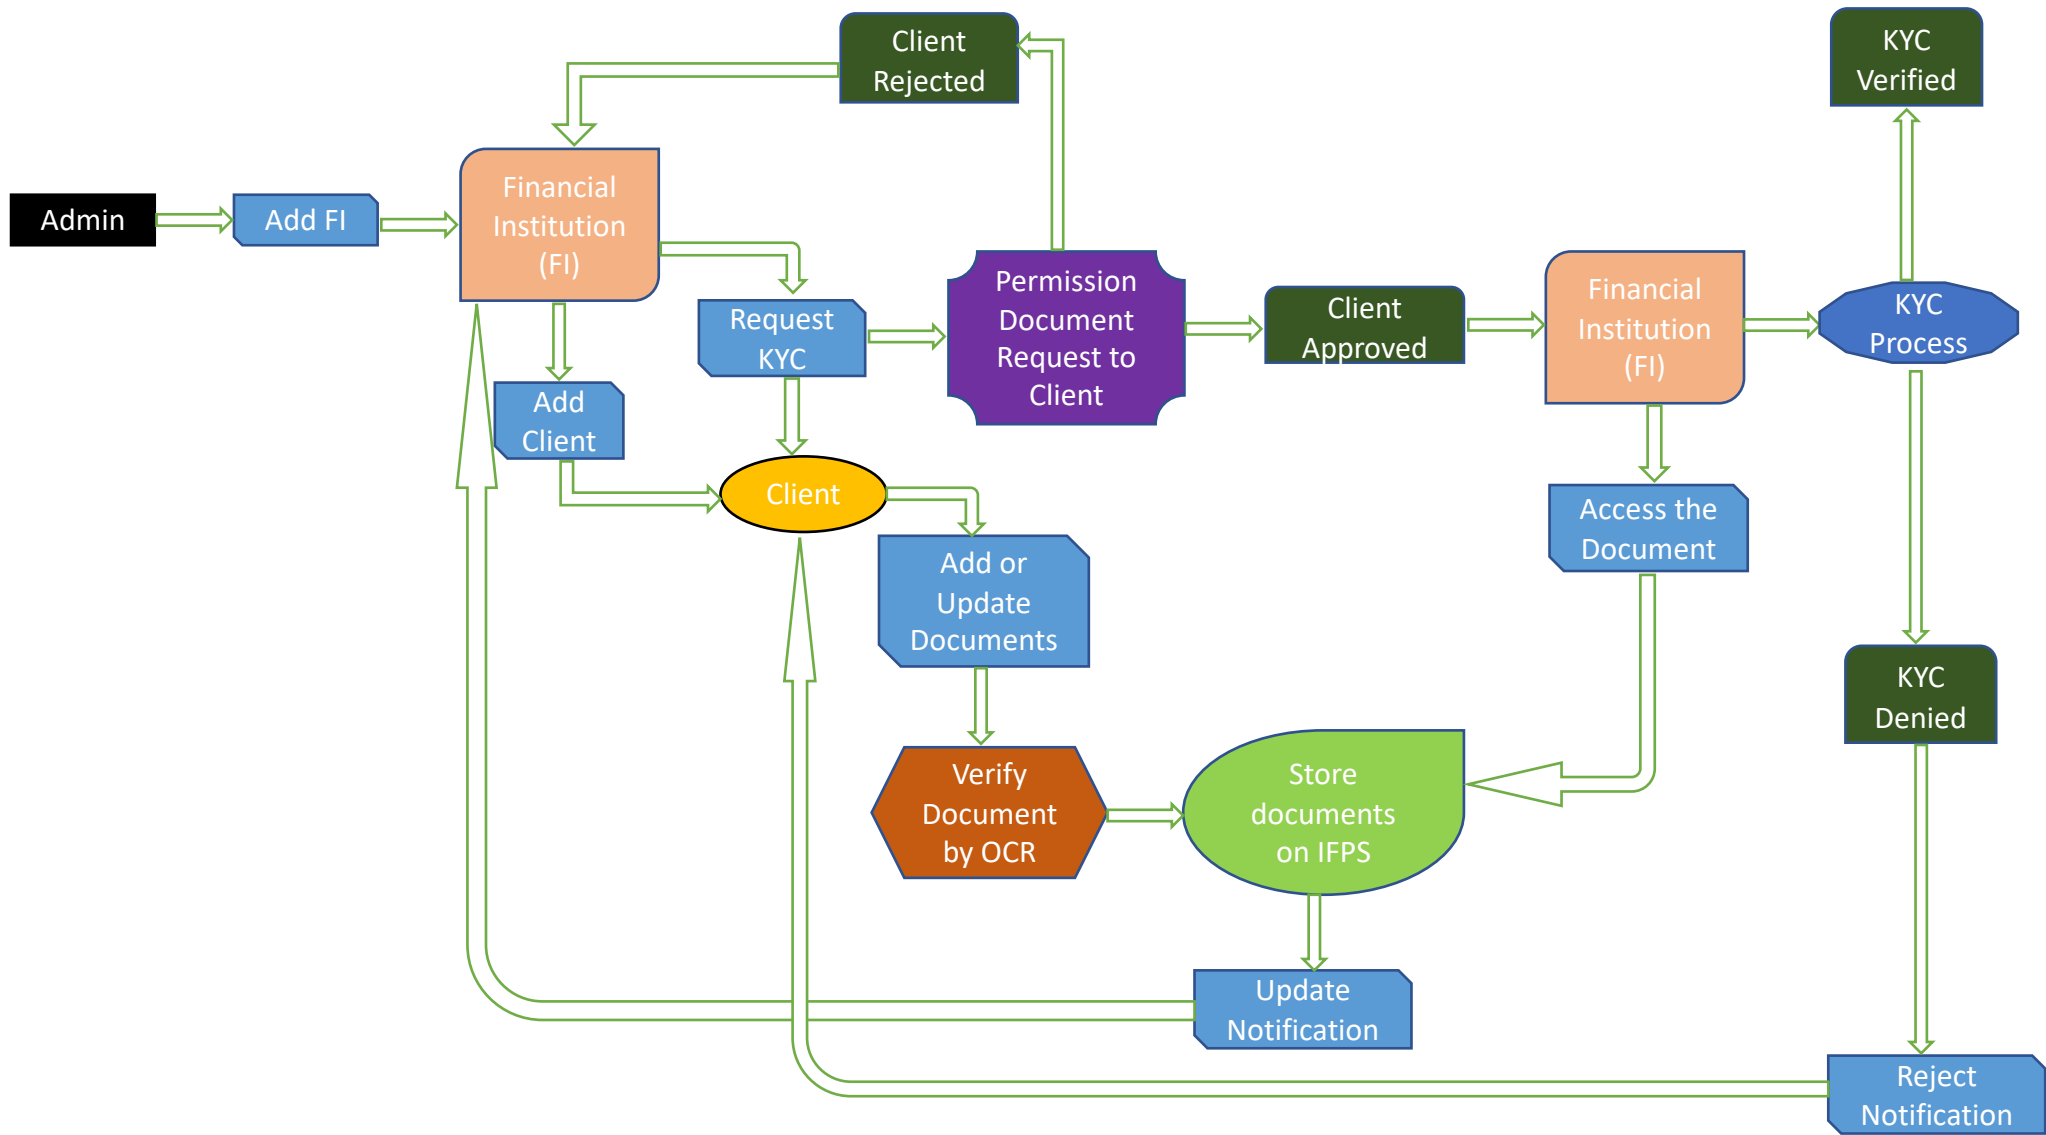 Client
Rejected
KYC
Verified
Admin
Add FI
Financial
Institution
(FI)
Request
KYC
Permission
Document
Request to
Client
Client
Approved
Financial
Institution
(FI)
KYC
Process
Add
Client
Client
Access the
Document
Add or
Update
Documents
KYC
Denied
Verify
Document
by OCR
Store
documents
on IFPS
Update
Notification
Reject
Notification